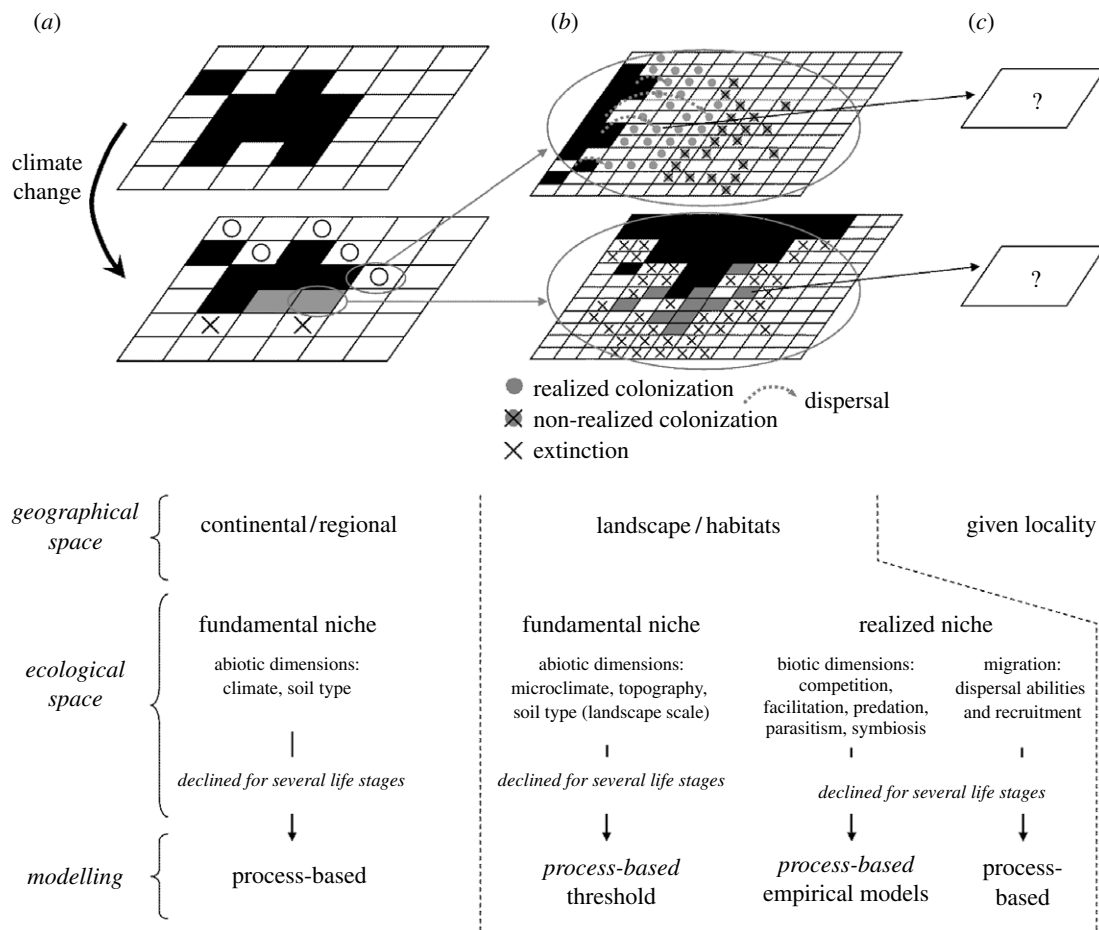 (a)
(b)
(c)
climate
change
?
?
realized colonization
non-realized colonization
extinction
dispersal
geographical
space
continental/regional
landscape/habitats
given locality
ecological
space
fundamental niche
abiotic dimensions:
climate, soil type
declined for several life stages
fundamental niche
abiotic dimensions:
microclimate, topography,
soil type (landscape scale)
declined for several life stages
realized niche
biotic dimensions:
competition,
facilitation, predation,
parasitism, symbiosis
migration:
dispersal abilities
and recruitment
declined for several life stages
modelling
process-based
process-based
threshold
process-based
empirical models
process-
based